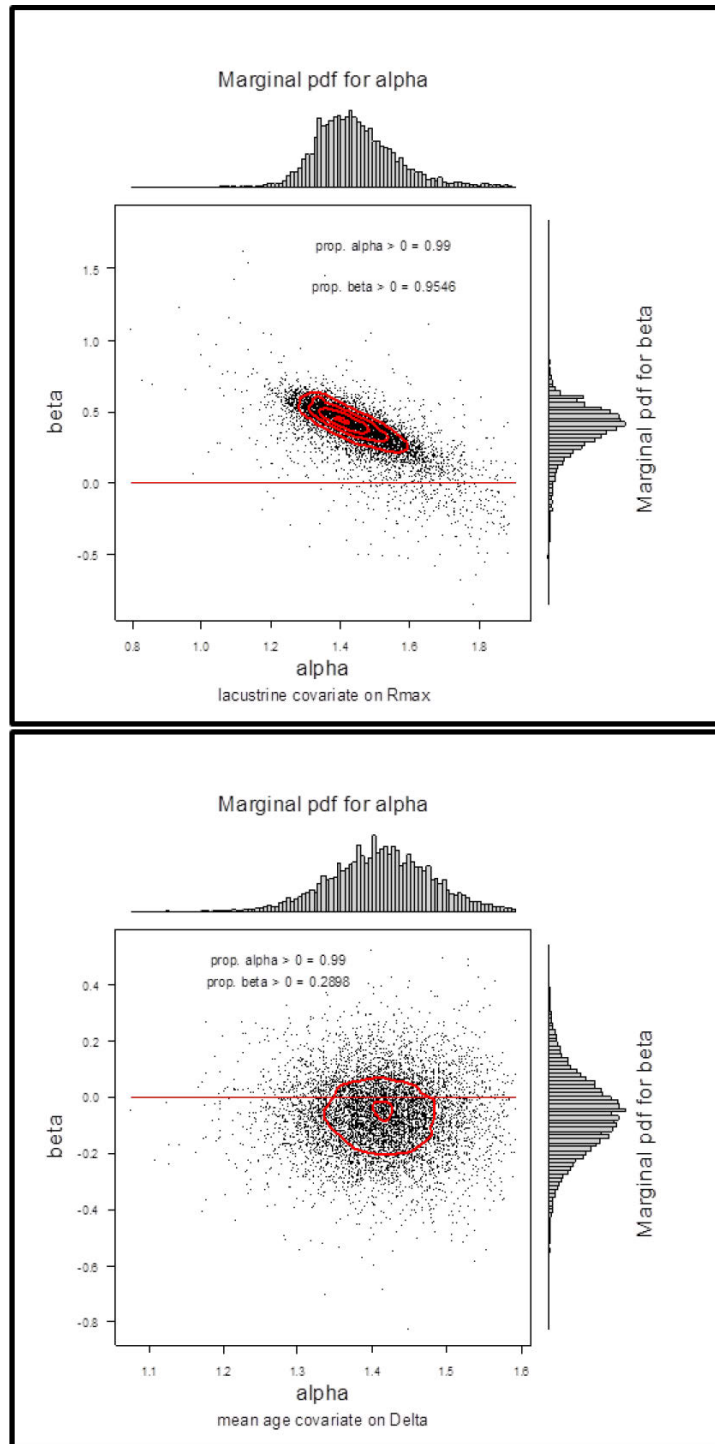 Marginal pdf for alpha
prop. alpha > 0 = 0.99
prop. beta > 0 = 0.9546
1.5
1.0
0.5
0.0
-0.5
beta
Marginal pdf for beta
0.8 1.0 1.2 1.4 1.6 1.8
alpha
lacustrine covariate on Rmax
Marginal pdf for alpha
prop. alpha > 0 = 0.99
prop. beta > 0 = 0.2898
0.4
0.2
0.0
-0.2
-0.4
-0.6
-0.8
beta
Marginal pdf for beta
1.1 1.2 1.3 1.4 1.5 1.6
alpha
mean age covariate on Delta